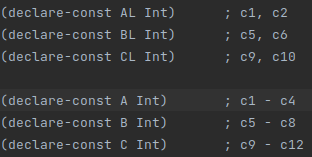 (declare-const AL Int) ; c1, c2
(declare-const BL Int) ; c5, c6
(declare-const CL Int) ; c9, c10
(declare-const A Int) ; c1 - c4
(declare-const B Int) ; c5 - c8
(declare-const C Int) ; c9 - c12